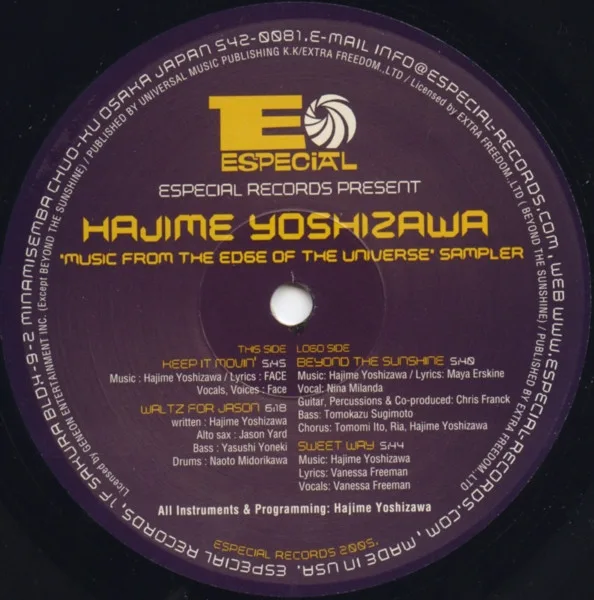 E
ESPECIAL
ESPECIAL RECORDS PRESENT
HAJIME YOSHIZAWA
"MUSIC FROM THE EDGE OF THE UNIVERSE" SAMPLER
THIS SIDE
KEEP IT MOVIN' 5:45
Music : Hajime Yoshizawa / Lyrics : FACE
Vocals, Voices : Face
WALTZ FOR JASON 6:18
written : Hajime Yoshizawa
Alto sax : Jason Yard
Bass : Yasushi Yoneki
Drums : Naoto Midorikawa
LOGO SIDE
BEYOND THE SUNSHINE 5:40
Music: Hajime Yoshizawa / Lyrics: Maya Erskine
Vocal: Nina Milanda
Guitar, Percussions & Co-produced: Chris Franck
Bass: Tomokazu Sugimoto
Chorus: Tomomi Ito, Ria, Hajime Yoshizawa
SWEET WAY 5:44
Music: Hajime Yoshizawa
Lyrics: Vanessa Freeman
Vocals: Vanessa Freeman
All Instruments & Programming: Hajime Yoshizawa
ESPECIAL RECORDS 2005.
ESPECIAL RECORDS, 1F SAKURA BLD.4-9-2 MINAMISEMBA CHUO-KU OSAKA JAPAN 542-0081.E-MAIL INFO@ESPECIAL-RECORDS.COM, WEB WWW.ESPECIAL-RECORDS.COM, MADE IN USA.
Licensed by GENEON ENTERTAINMENT INC. (Except BEYOND THE SUNSHINE) / PUBLISHED BY UNIVERSAL MUSIC PUBLISHING K.K/EXTRA FREEDOM.,LTD / Licensed by EXTRA FREEDOM.,LTD ( BEYOND THE SUNSHINE) / PUBLISHED BY EXTRA FREEDOM.,LTD